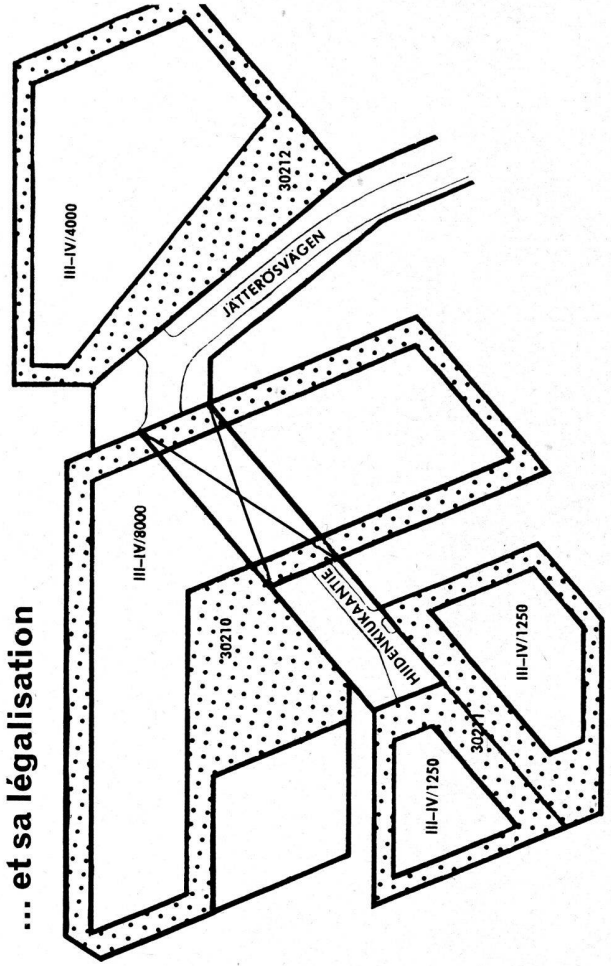 ... et sa légalisation
III–IV/4000
30212
JÄTTERÖSVÄGEN
III–IV/8000
30210
HIIDENKIUKAANTIE
III–IV/1250
30211
III–IV/1250